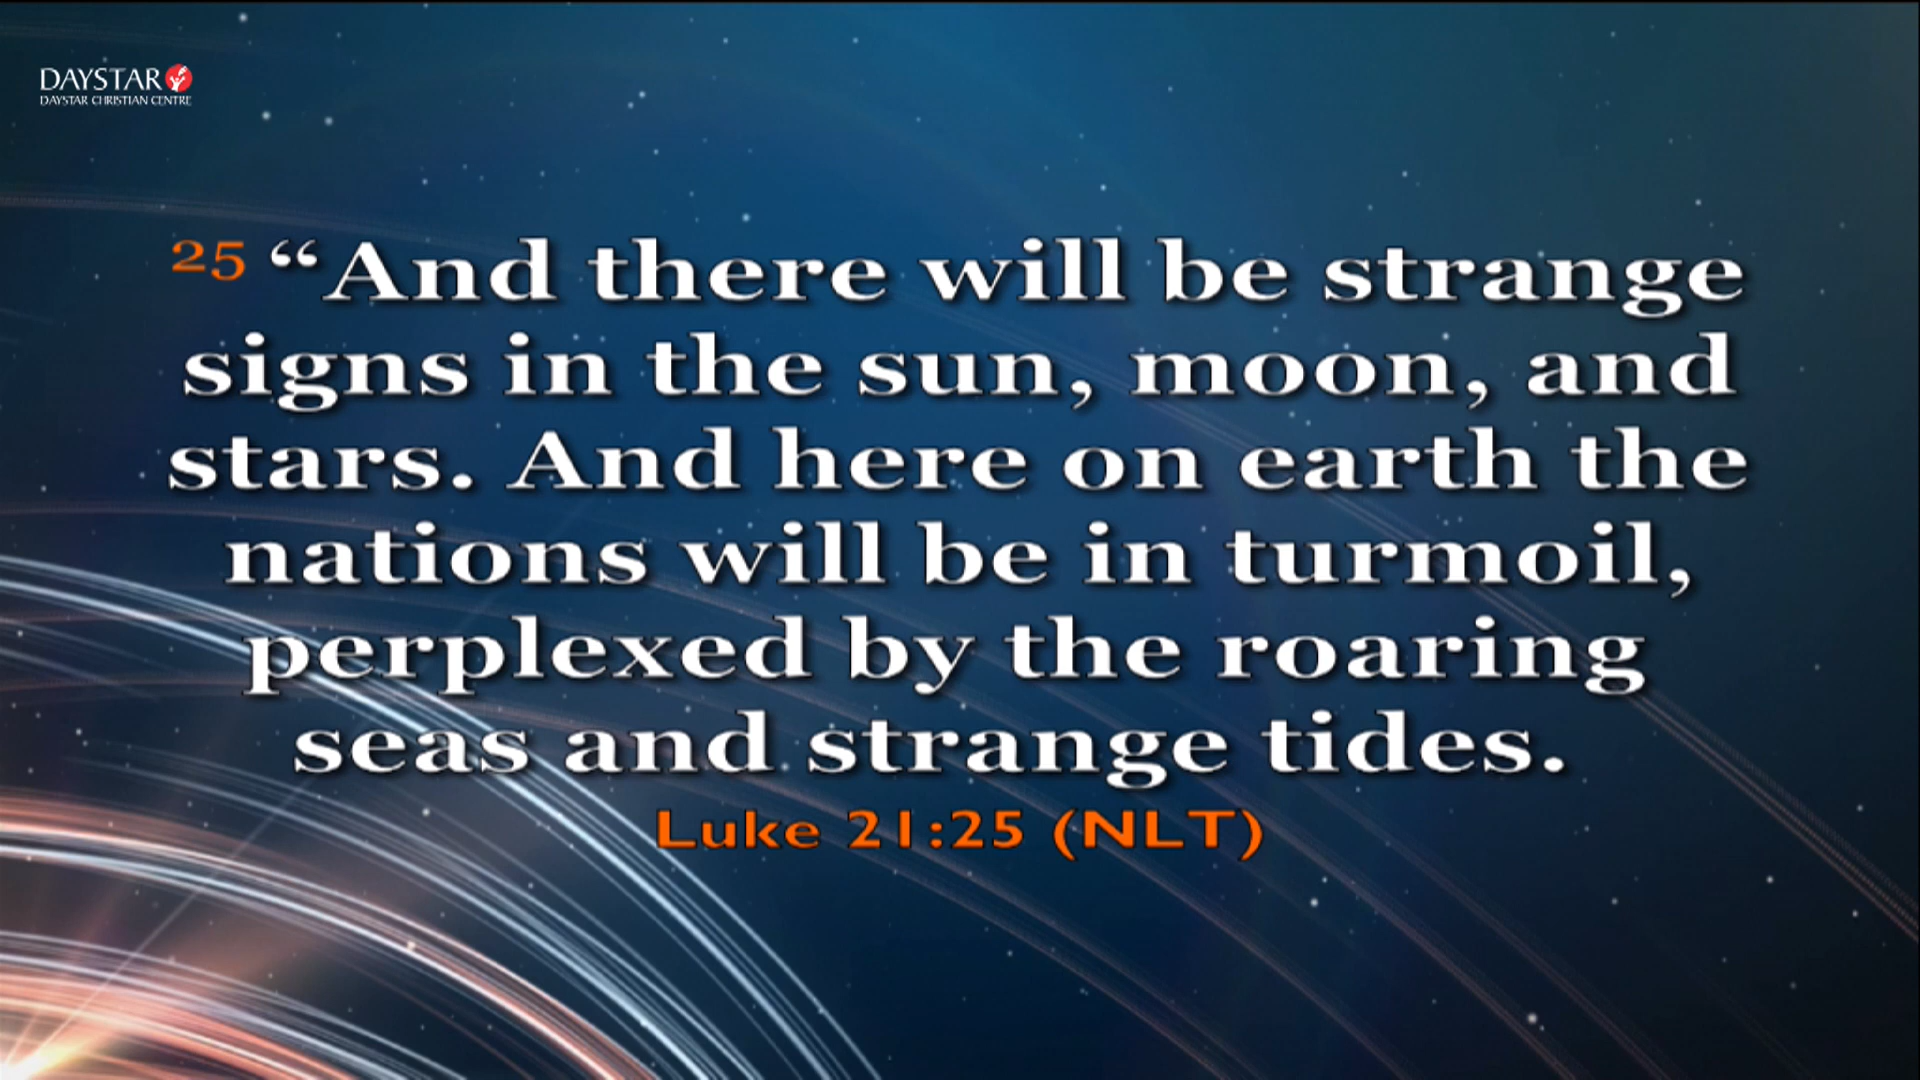 DAYSTAR
DAYSTAR CHRISTIAN CENTRE
25 “And there will be strange
signs in the sun, moon, and
stars. And here on earth the
nations will be in turmoil,
perplexed by the roaring
seas and strange tides.
Luke 21:25 (NLT)